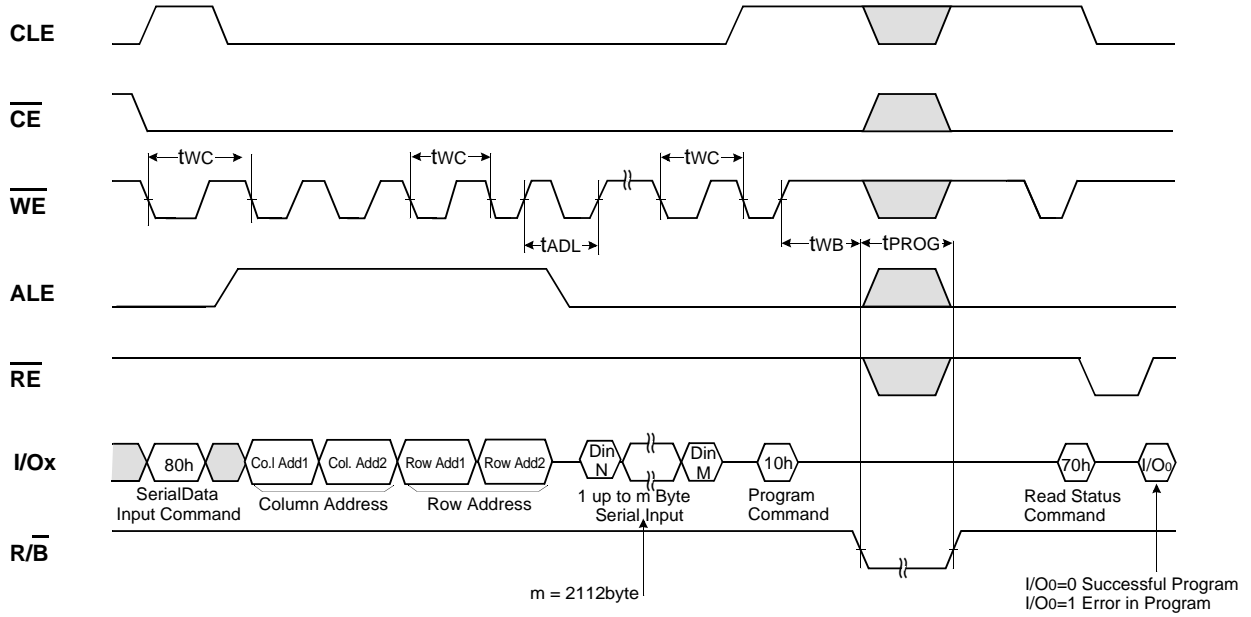 CLE
CE
tWC tWC tWC
WE
tADL tWB tPROG
ALE
RE
I/Ox
80h Co.l Add1 Col. Add2 Row Add1 Row Add2 Din N Din M 10h 70h I/O0
SerialData
Input Command
Column Address
Row Address
1 up to m Byte
Serial Input
Program
Command
Read Status
Command
R/B
m = 2112byte
I/O0=0 Successful Program
I/O0=1 Error in Program